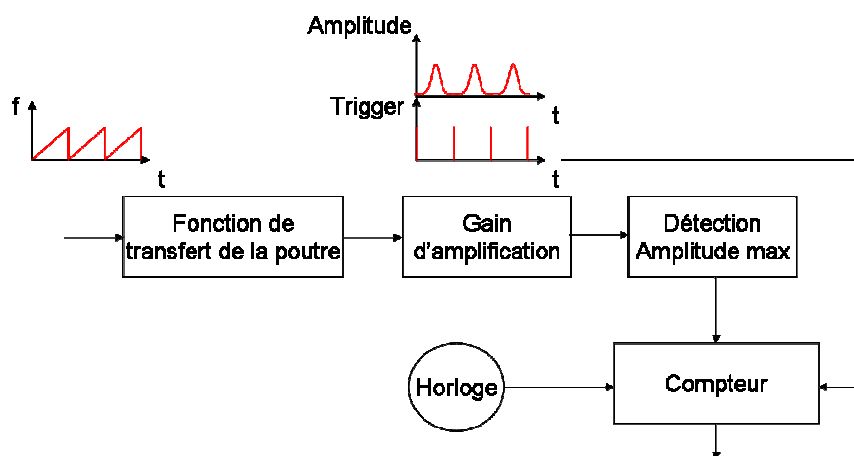 Amplitude
t
Trigger
t
f
t
Fonction de
transfert de la poutre
Gain
d'amplification
Détection
Amplitude max
Horloge
Compteur